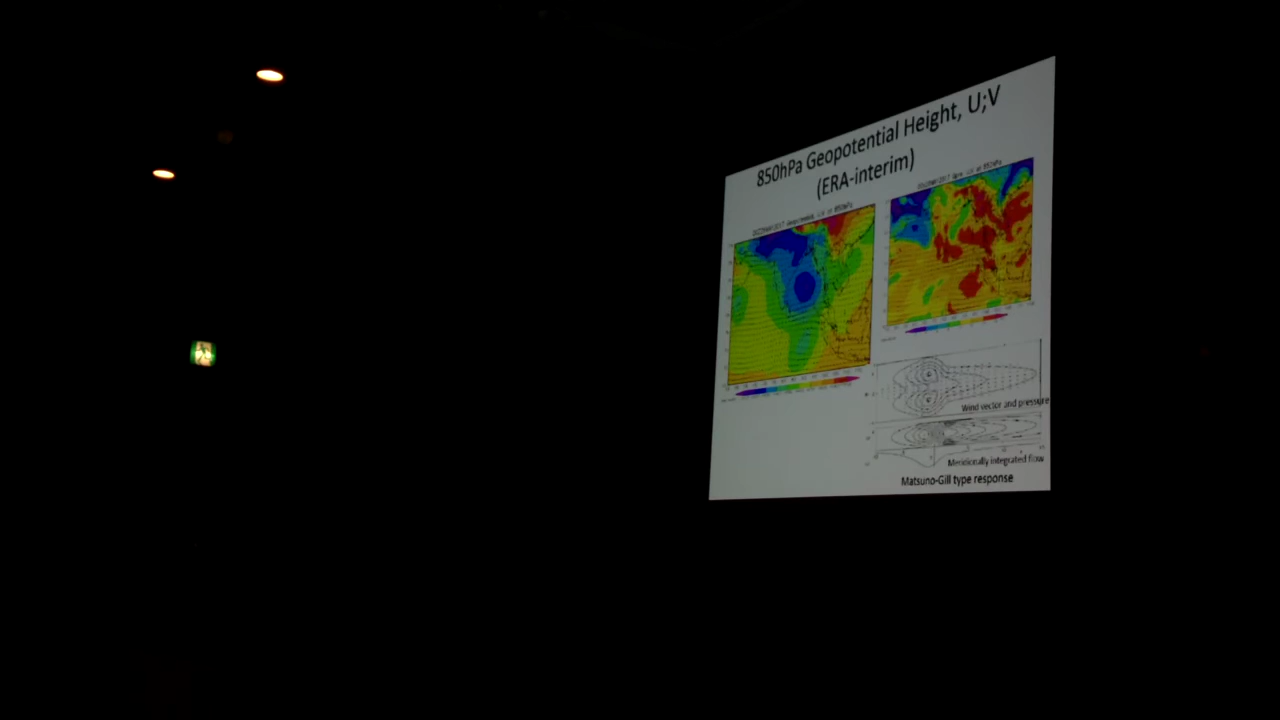 850hPa Geopotential Height, U;V
(ERA-interim)
Wind vector and pressure
Meridionally integrated flow
Matsuno-Gill type response